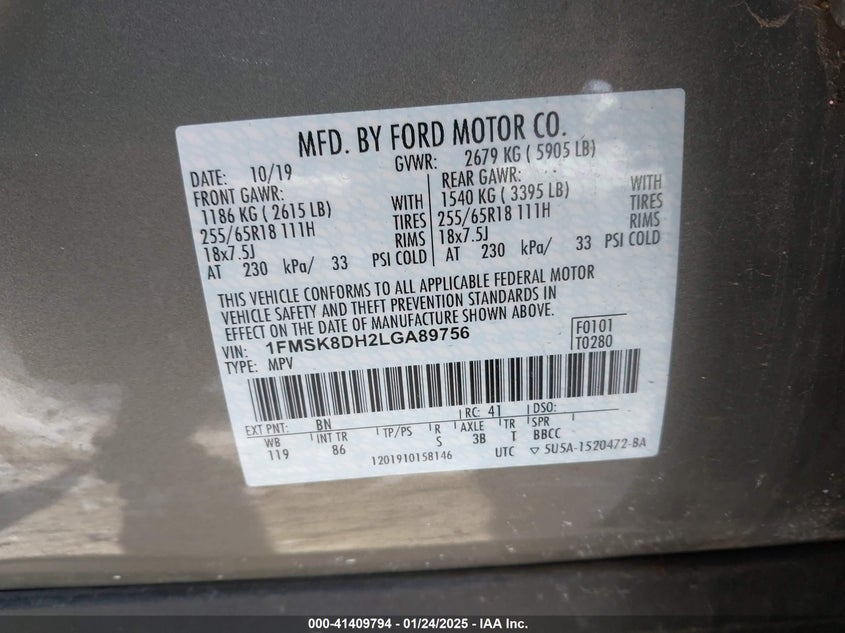 MFD. BY FORD MOTOR CO.
DATE: 10/19 GVWR: 2679 KG ( 5905 LB)
FRONT GAWR: REAR GAWR:
1186 KG ( 2615 LB) WITH 1540 KG ( 3395 LB) WITH
255/65R18 111H TIRES 255/65R18 111H TIRES
18x7.5J RIMS 18x7.5J RIMS
AT 230 kPa/ 33 PSI COLD AT 230 kPa/ 33 PSI COLD
THIS VEHICLE CONFORMS TO ALL APPLICABLE FEDERAL MOTOR
VEHICLE SAFETY AND THEFT PREVENTION STANDARDS IN
EFFECT ON THE DATE OF MANUFACTURE SHOWN ABOVE.
VIN: 1FMSK8DH2LGA89756 F0101
TYPE: MPV T0280
EXT PNT: BN RC: 41 DSO:
WB INT TR TP/PS R AXLE TR SPR
119 86 S 3B T BBCC
1201910158146 UTC ▽ 5U5A-1520472-BA
000-41409794 - 01/24/2025 - IAA Inc.